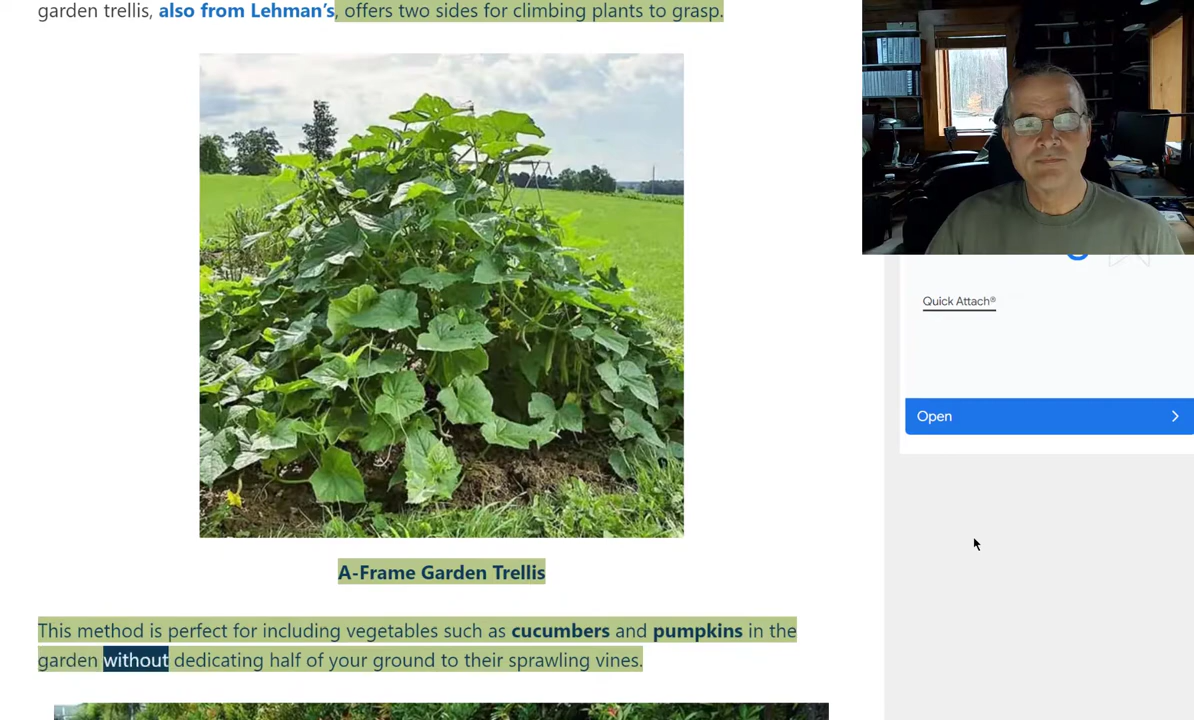 garden trellis, also from Lehman’s, offers two sides for climbing plants to grasp.
Quick Attach®
Open
A-Frame Garden Trellis
This method is perfect for including vegetables such as cucumbers and pumpkins in the
garden without dedicating half of your ground to their sprawling vines.